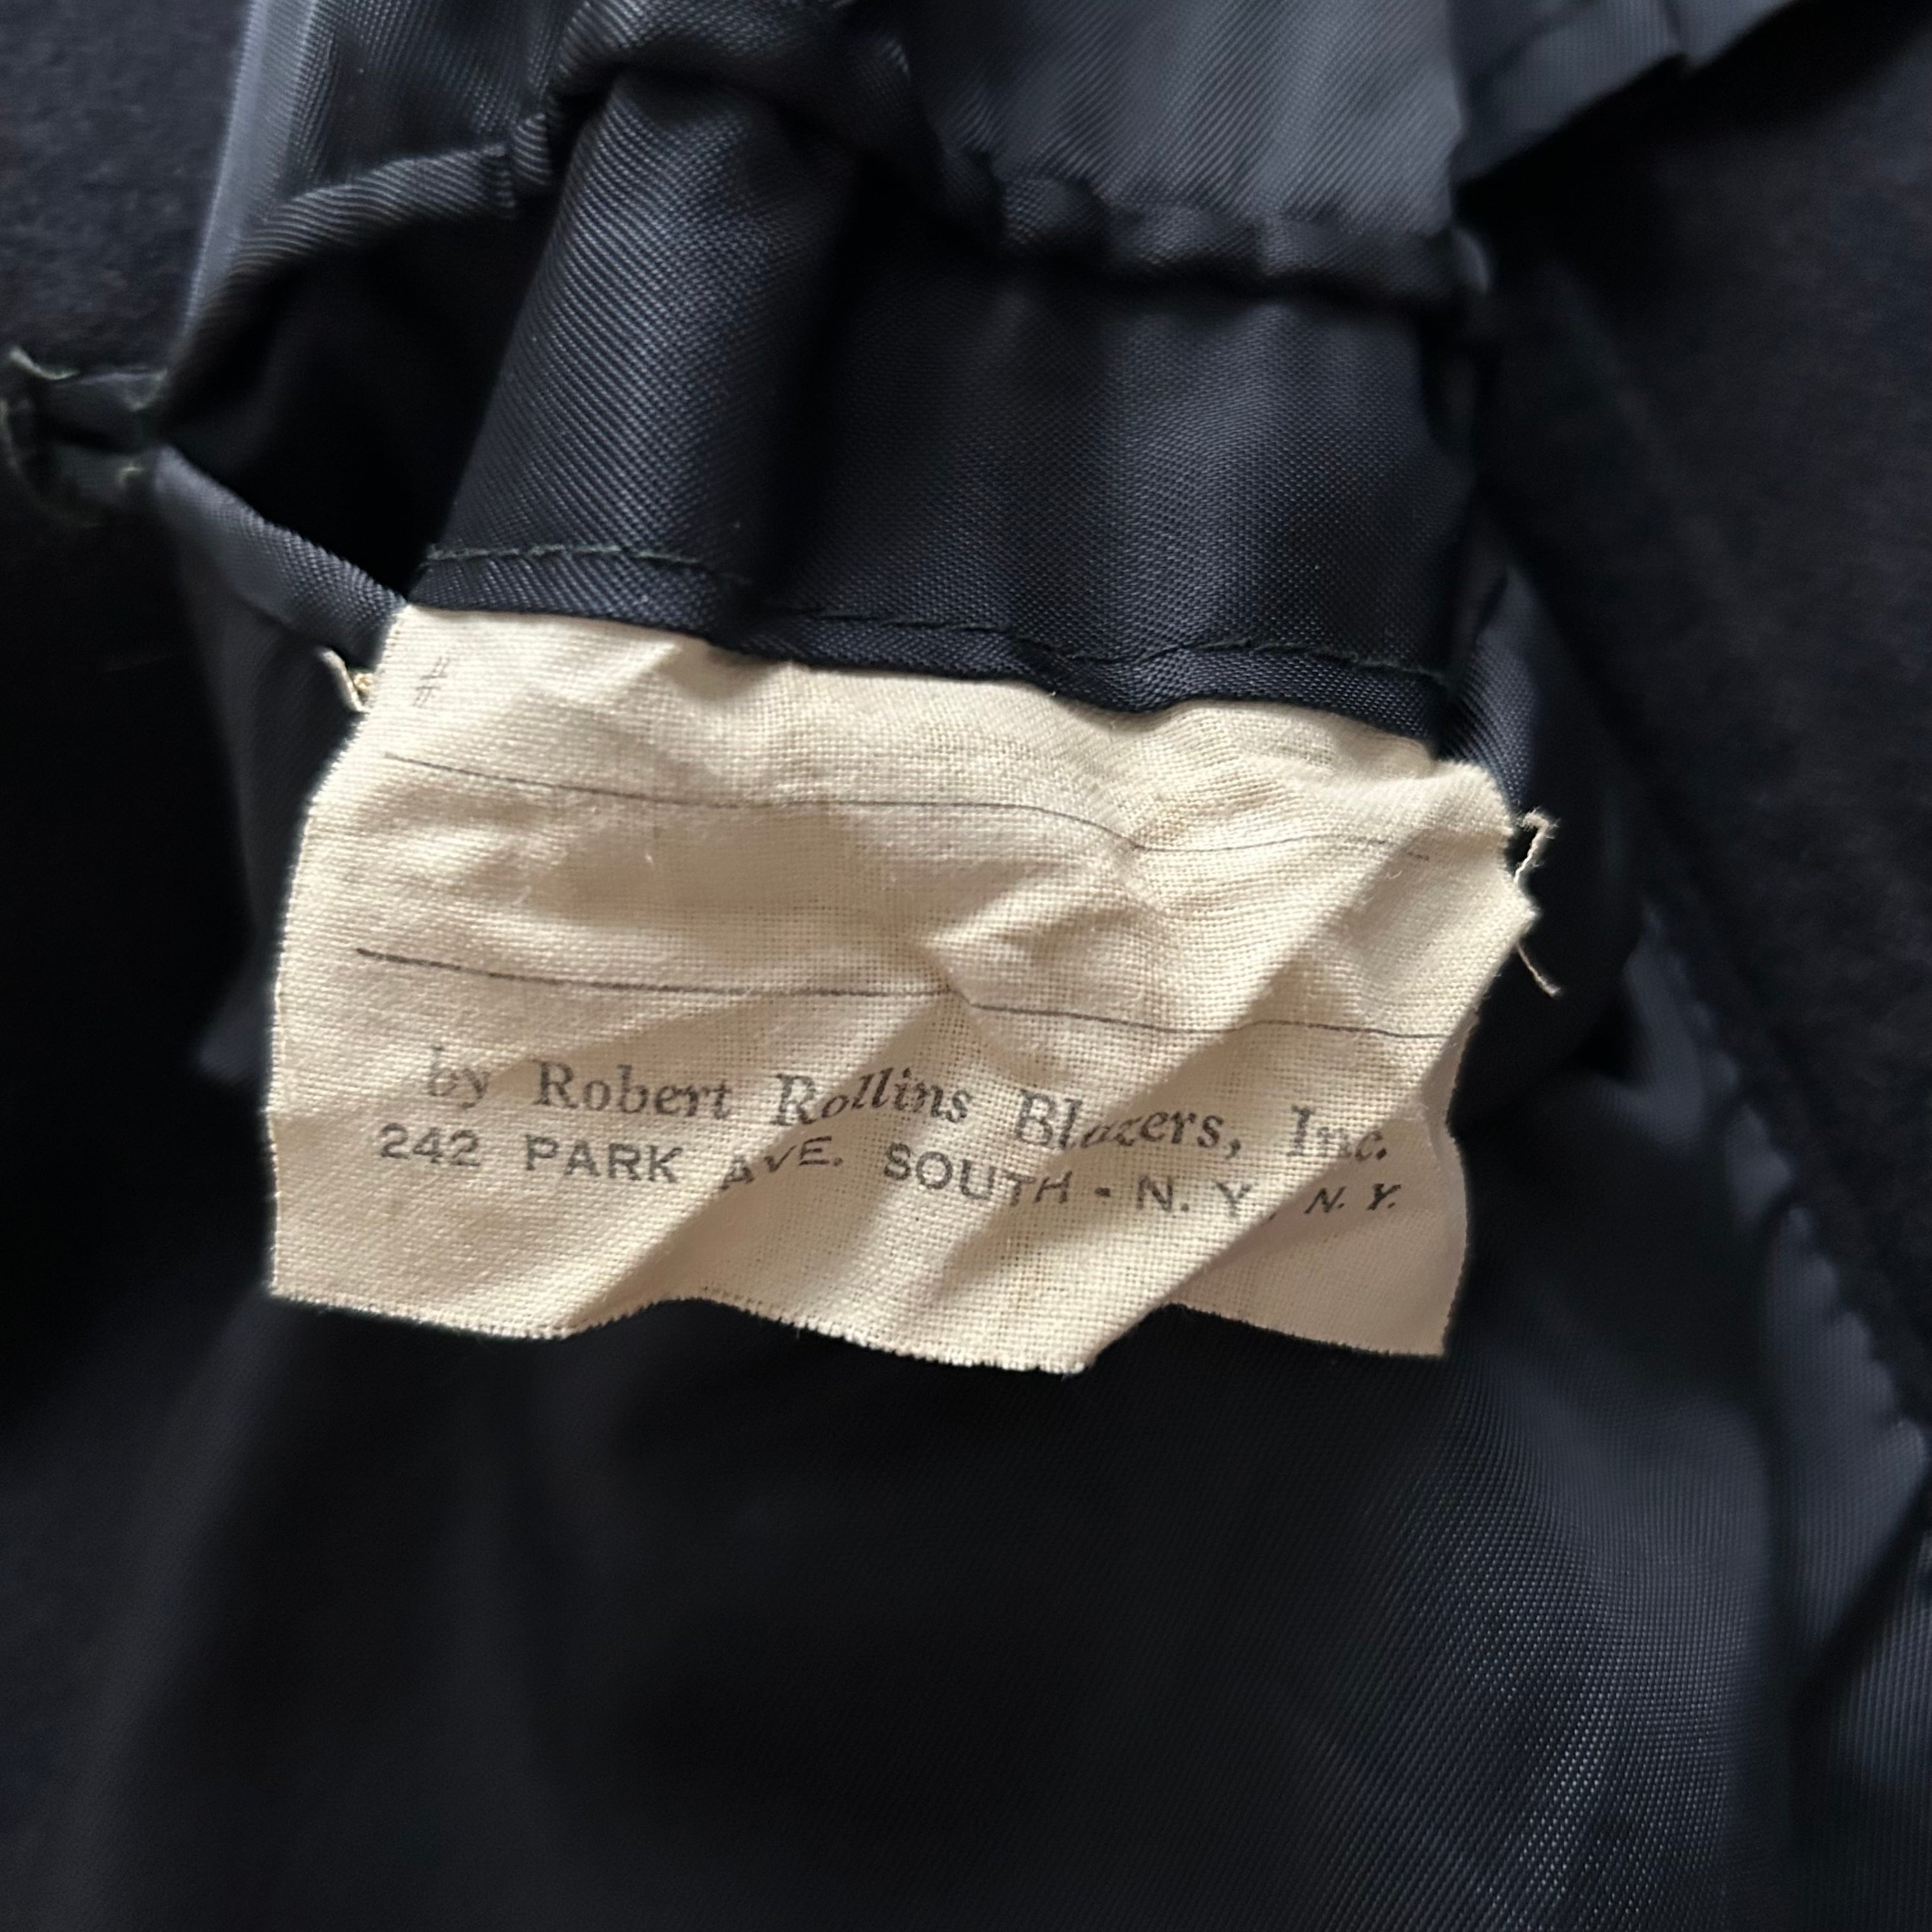 #
by Robert Rollins Blazers, Inc.
242 PARK AVE. SOUTH - N. Y., N. Y.